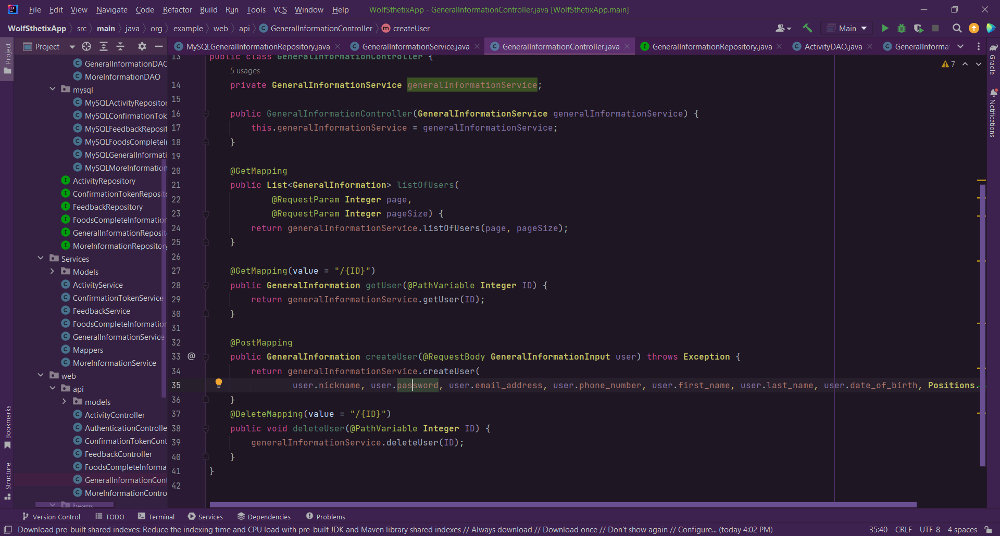 File Edit View Navigate Code Refactor Build Run Tools VCS Window Help WolfSthetixApp - GeneralInformationController.java [WolfSthetixApp.main]
WolfSthetixApp src main java org example web api GeneralInformationController createUser Main
Project
MySQLGeneralInformationRepository.java GeneralInformationService.java GeneralInformationController.java GeneralInformationRepository.java ActivityDAO.java GeneralInforma
Project
Bookmarks
Structure
GeneralInformationDAO
MoreInformationDAO
mysql
MySQLActivityRepositor
MySQLConfirmationTok
MySQLFeedbackReposit
MySQLFoodsCompleteI
MySQLGeneralInformati
MySQLMoreInformation
ActivityRepository
ConfirmationTokenReposito
FeedbackRepository
FoodsCompleteInformation
GeneralInformationReposit
MoreInformationRepository
Services
Models
ActivityService
ConfirmationTokenService
FeedbackService
FoodsCompleteInformation
GeneralInformationService
Mappers
MoreInformationService
web
api
models
ActivityController
AuthenticationControlle
ConfirmationTokenCont
FeedbackController
FoodsCompleteInforma
GeneralInformationCont
MoreInformationContro
beans
13 public class GeneralInformationController {
5 usages
14 private GeneralInformationService generalInformationService;
15
16 public GeneralInformationController(GeneralInformationService generalInformationService) {
17 this.generalInformationService = generalInformationService;
18 }
19
20 @GetMapping
21 public List<GeneralInformation> listOfUsers(
22 @RequestParam Integer page,
23 @RequestParam Integer pageSize) {
24 return generalInformationService.listOfUsers(page, pageSize);
25 }
26
27 @GetMapping(value = "/{ID}")
28 public GeneralInformation getUser(@PathVariable Integer ID) {
29 return generalInformationService.getUser(ID);
30 }
31
32 @PostMapping
33 @ public GeneralInformation createUser(@RequestBody GeneralInformationInput user) throws Exception {
34 return generalInformationService.createUser(
35 user.nickname, user.password, user.email_address, user.phone_number, user.first_name, user.last_name, user.date_of_birth, Positions.
36 }
37 @DeleteMapping(value = "/{ID}")
38 public void deleteUser(@PathVariable Integer ID) {
39 generalInformationService.deleteUser(ID);
40 }
41 }
42
7
Gradle
Notifications
Version Control TODO Terminal Services Dependencies Problems
Download pre-built shared indexes: Reduce the indexing time and CPU load with pre-built JDK and Maven library shared indexes // Always download // Download once // Don't show again // Configure... (today 4:02 PM) 35:40 CRLF UTF-8 4 spaces